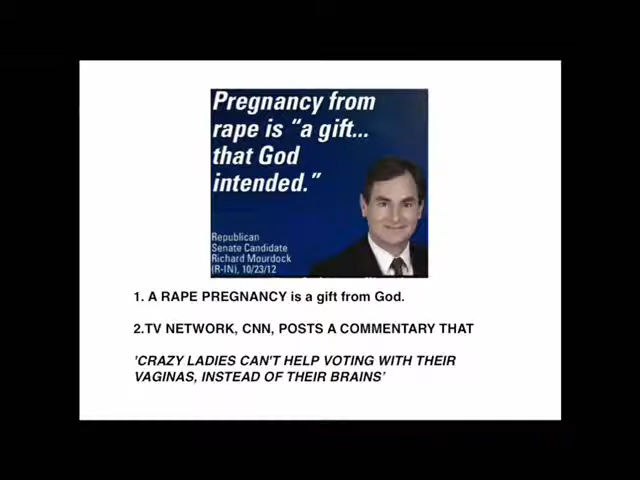 Pregnancy from
rape is "a gift...
that God
intended."
Republican
Senate Candidate
Richard Mourdock
(R-IN), 10/23/12
1. A RAPE PREGNANCY is a gift from God.
2.TV NETWORK, CNN, POSTS A COMMENTARY THAT
'CRAZY LADIES CAN'T HELP VOTING WITH THEIR
VAGINAS, INSTEAD OF THEIR BRAINS'